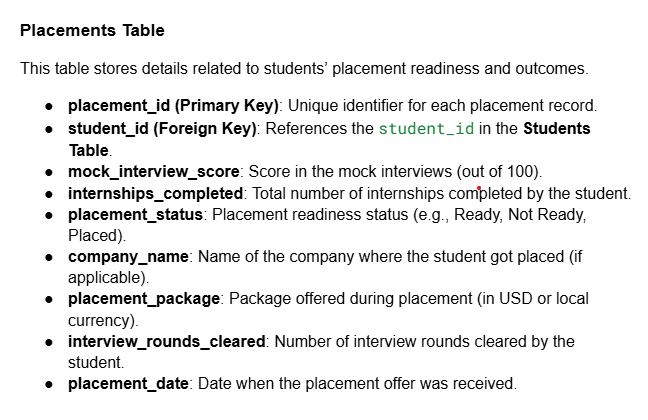 Placements Table
This table stores details related to students’ placement readiness and outcomes.
● placement_id (Primary Key): Unique identifier for each placement record.
● student_id (Foreign Key): References the student_id in the Students
Table.
● mock_interview_score: Score in the mock interviews (out of 100).
● internships_completed: Total number of internships completed by the student.
● placement_status: Placement readiness status (e.g., Ready, Not Ready,
Placed).
● company_name: Name of the company where the student got placed (if
applicable).
● placement_package: Package offered during placement (in USD or local
currency).
● interview_rounds_cleared: Number of interview rounds cleared by the
student.
● placement_date: Date when the placement offer was received.